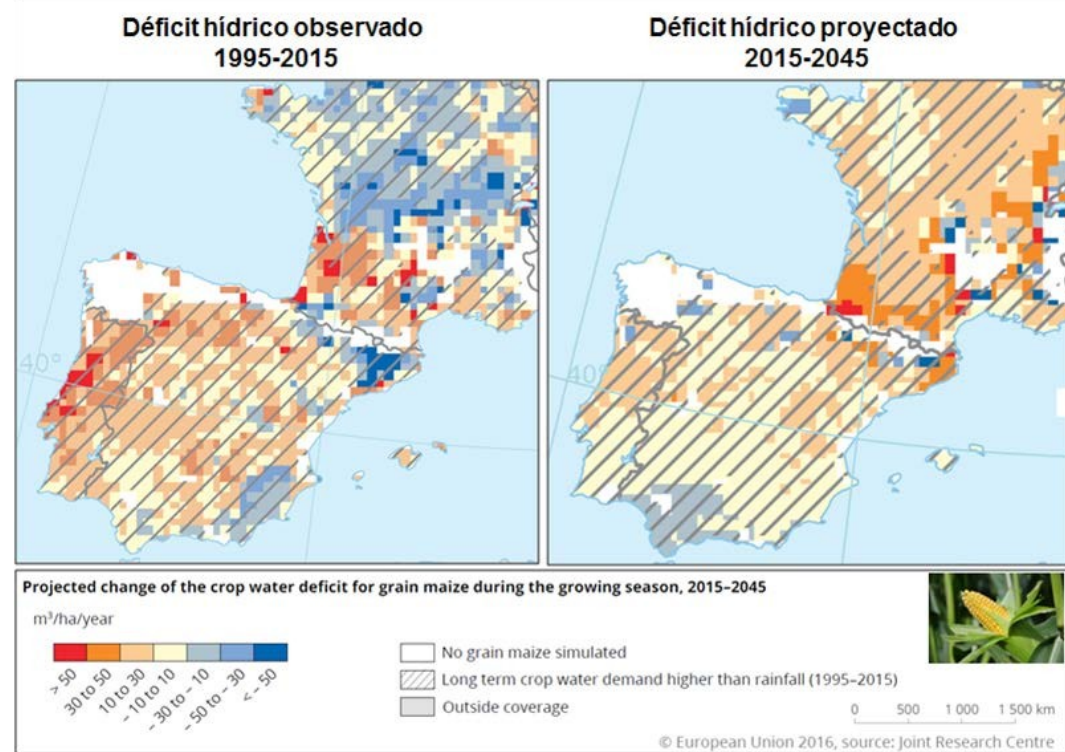 Déficit hídrico observado
1995-2015
Déficit hídrico proyectado
2015-2045
40°
40°
Projected change of the crop water deficit for grain maize during the growing season, 2015–2045
m³/ha/year
> 50
30 to 50
10 to 30
– 10 to 10
– 30 to – 10
– 50 to – 30
< – 50
No grain maize simulated
Long term crop water demand higher than rainfall (1995–2015)
Outside coverage
0 500 1 000 1 500 km
© European Union 2016, source: Joint Research Centre